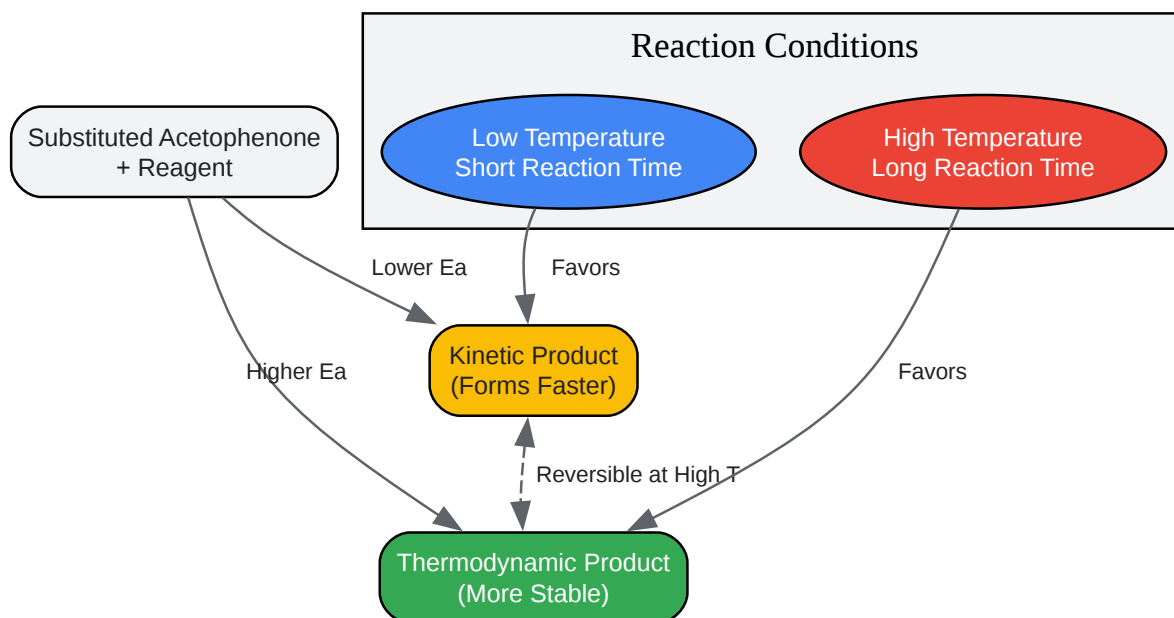 Reaction Conditions
Substituted Acetophenone
+ Reagent
Low Temperature
Short Reaction Time
High Temperature
Long Reaction Time
Lower Ea
Favors
Higher Ea
Kinetic Product
(Forms Faster)
Favors
Reversible at High T
Thermodynamic Product
(More Stable)